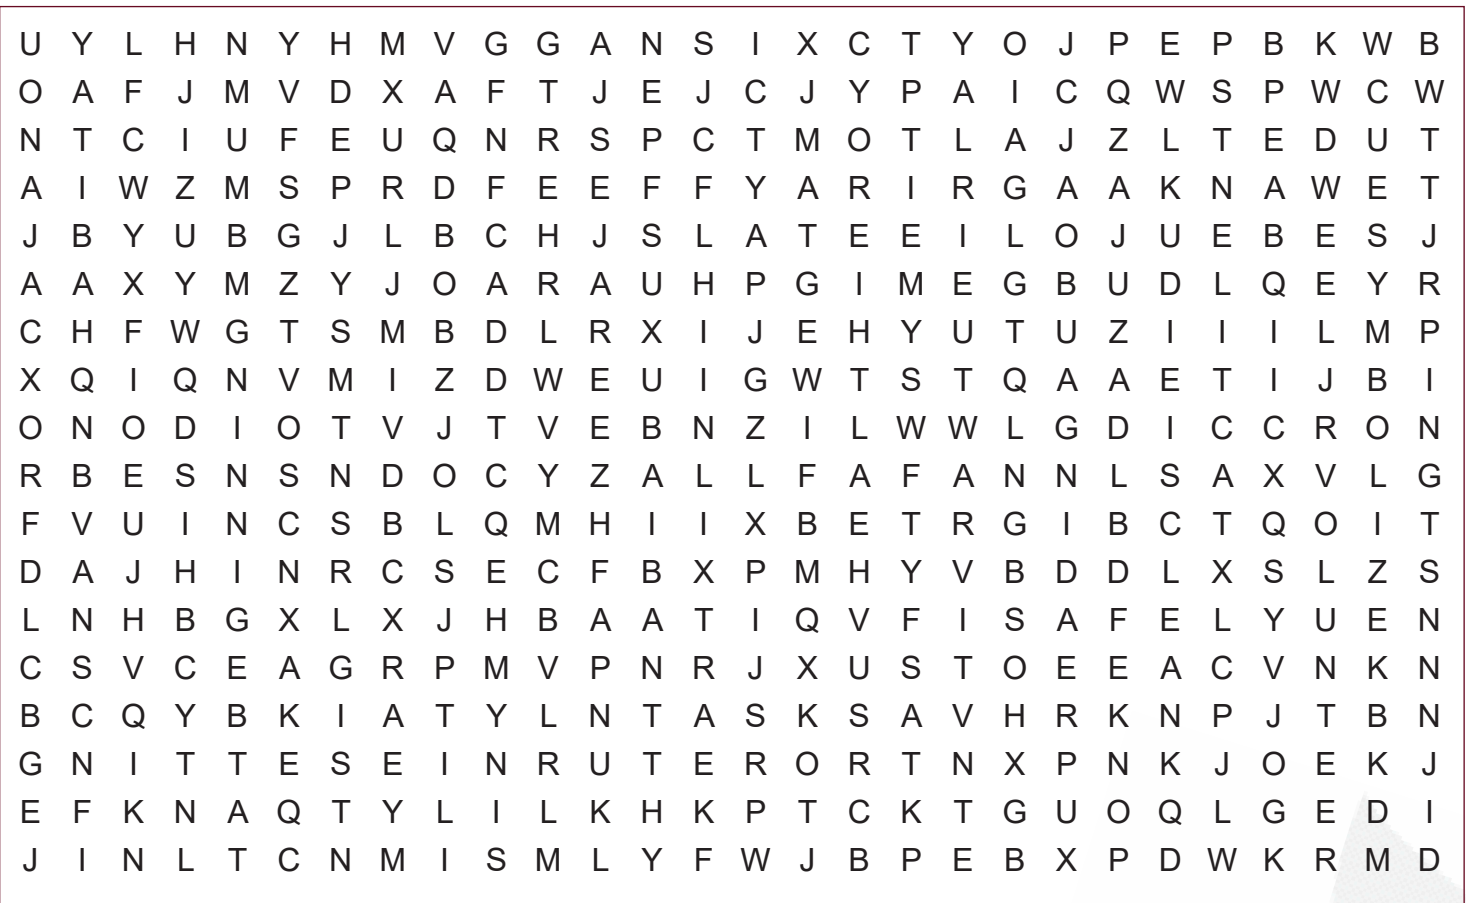 U Y L H N Y H M V G G A N S I X C T Y O J P E P B K W B
O A F J M V D X A F T J E J C J Y P A I C Q W S P W C W
N T C I U F E U Q N R S P C T M O T L A J Z L T E D U T
A I W Z M S P R D F E E F F Y A R I R G A A K N A W E T
J B Y U B G J L B C H J S L A T E E I L O J U E B E S J
A A X Y M Z Y J O A R A U H P G I M E G B U D L Q E Y R
C H F W G T S M B D L R X I J E H Y U T U Z I I I L M P
X Q I Q N V M I Z D W E U I G W T S T Q A A E T I J B I
O N O D I O T V J T V E B N Z I L W W L G D I C C R O N
R B E S N S N D O C Y Z A L L F A F A N N L S A X V L G
F V U I N C S B L Q M H I I X B E T R G I B C T Q O I T
D A J H I N R C S E C F B X P M H Y V B D D L X S L Z S
L N H B G X L X J H B A A T I Q V F I S A F E L Y U E N
C S V C E A G R P M V P N R J X U S T O E E A C V N K N
B C Q Y B K I A T Y L N T A S K S A V H R K N P J T B N
G N I T T E S E I N R U T E R O R T N X P N K J O E K J
E F K N A Q T Y L I L K H K P T C K T G U O Q L G E D I
J I N L T C N M I S M L Y F W J B P E B X P D W K R M D